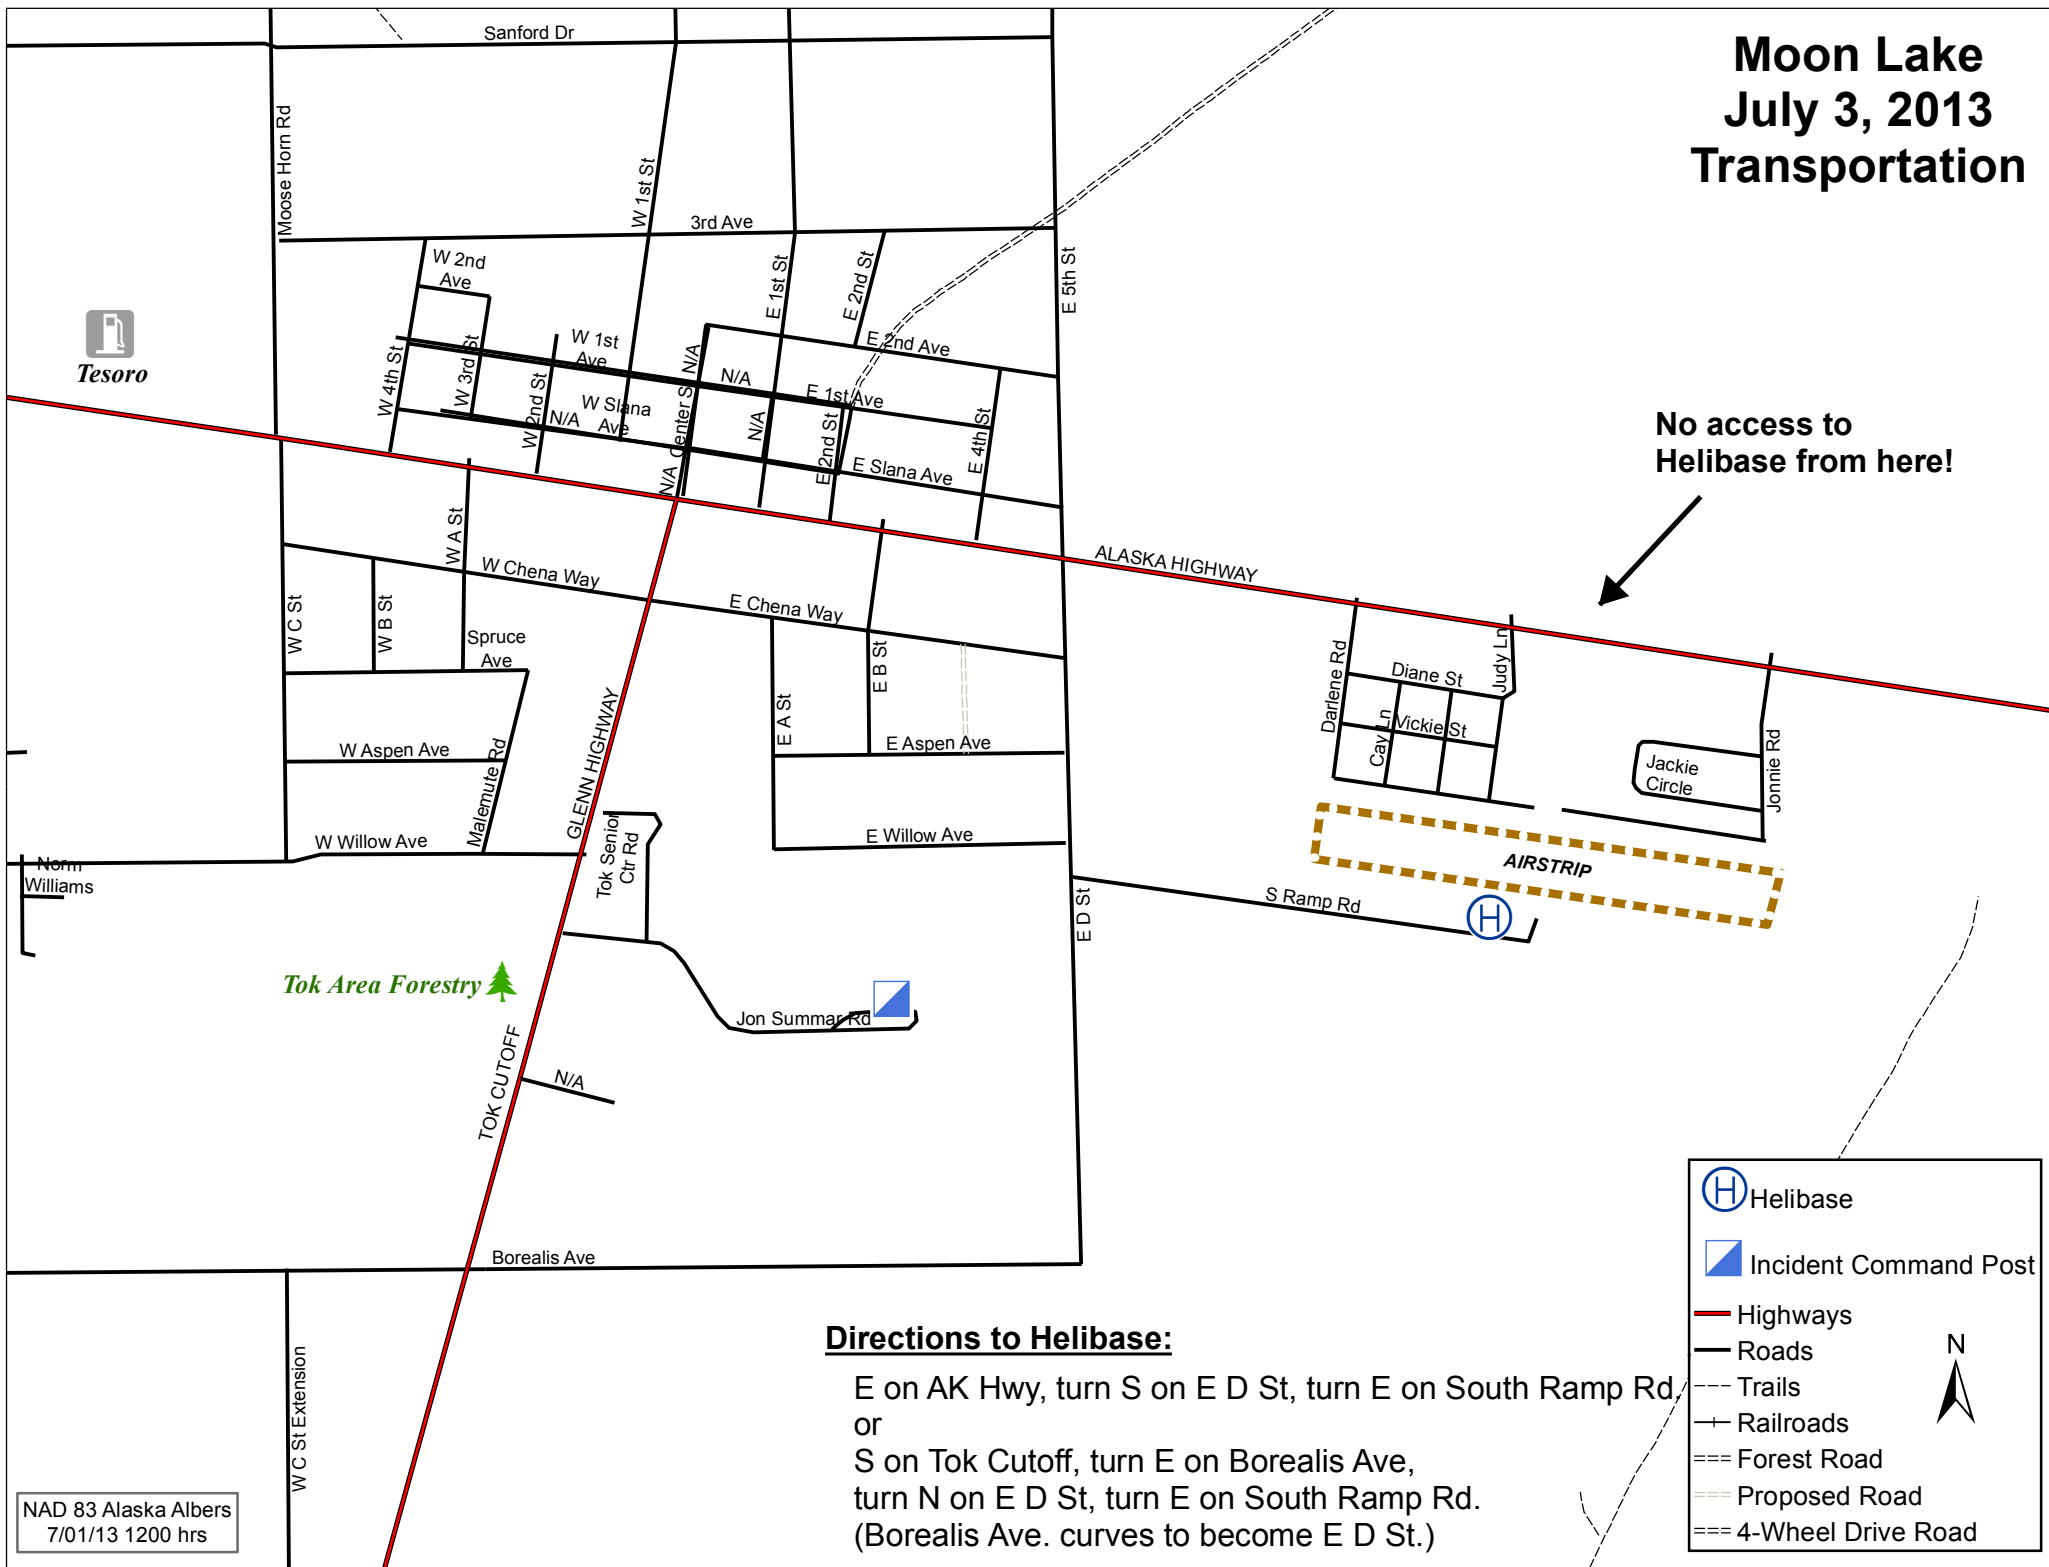 Moon Lake
July 3, 2013
Transportation
Sanford Dr
Moose Horn Rd
W 1st St
3rd Ave
E 5th St
W 2nd
Ave
E 1st St
E 2nd St
Tesoro
W 4th St
W 3rd St
W 1st
Ave
N/A
E 2nd Ave
N/A
E 1st Ave
W 2nd St
W Slana
Ave
N/A
Center St
N/A
N/A
E 2nd St
E 4th St
E Slana Ave
No access to
Helibase from here!
W A St
W Chena Way
E Chena Way
ALASKA HIGHWAY
W C St
W B St
Spruce
Ave
E B St
E A St
Darlene Rd
Diane St
Judy Ln
Cay Ln
Vickie St
Jackie
Circle
Jonnie Rd
W Aspen Ave
Malemute Rd
GLENN HIGHWAY
E Aspen Ave
W Willow Ave
Tok Senior
Ctr Rd
E Willow Ave
AIRSTRIP
Norm
Williams
E D St
S Ramp Rd
Tok Area Forestry
Jon Summar Rd
TOK CUTOFF
N/A
Borealis Ave
W C St Extension
Directions to Helibase:
E on AK Hwy, turn S on E D St, turn E on South Ramp Rd.
or
S on Tok Cutoff, turn E on Borealis Ave,
turn N on E D St, turn E on South Ramp Rd.
(Borealis Ave. curves to become E D St.)
NAD 83 Alaska Albers
7/01/13 1200 hrs
H Helibase
Incident Command Post
Highways
Roads
Trails
Railroads
Forest Road
Proposed Road
4-Wheel Drive Road
N
H